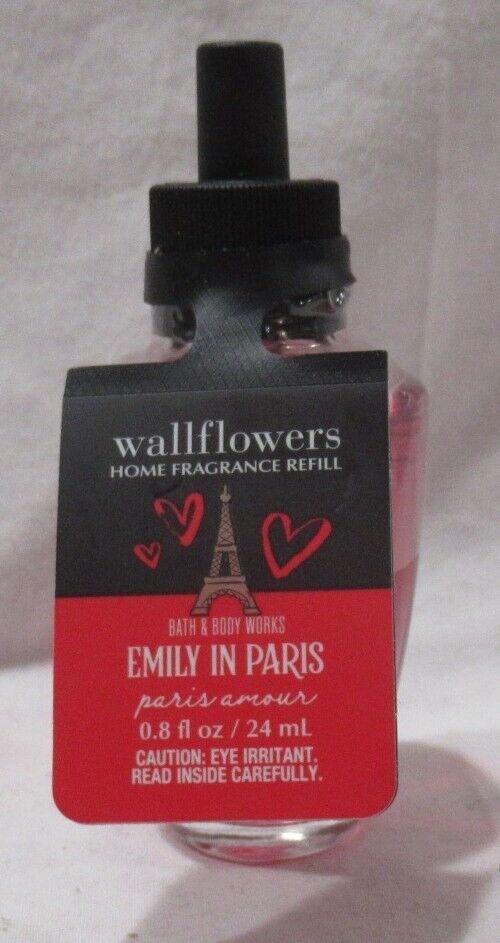 wallflowers
HOME FRAGRANCE REFILL
BATH & BODY WORKS
EMILY IN PARIS
paris amour
0.8 fl oz / 24 mL
CAUTION: EYE IRRITANT.
READ INSIDE CAREFULLY.